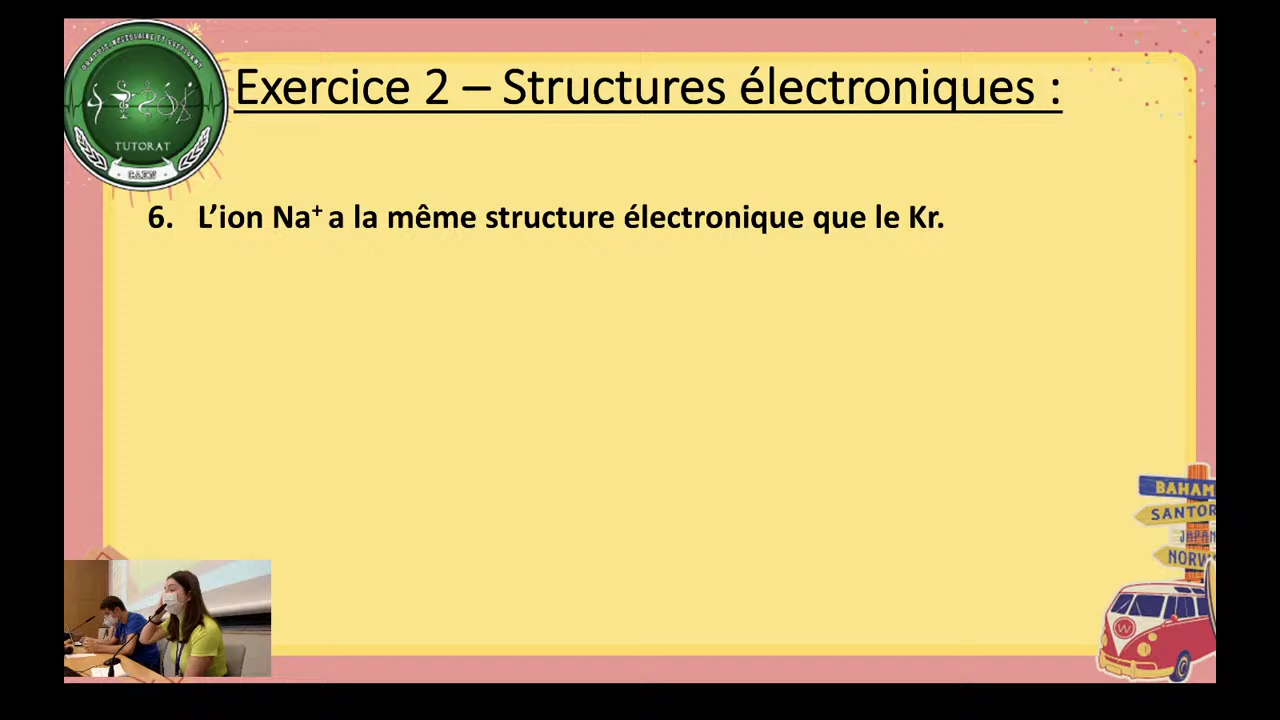 Exercice 2 – Structures électroniques :
6. L’ion Na⁺ a la même structure électronique que le Kr.
TUTORAT
CAEN
BAHAM
SANTOR
JAPAN
NORW